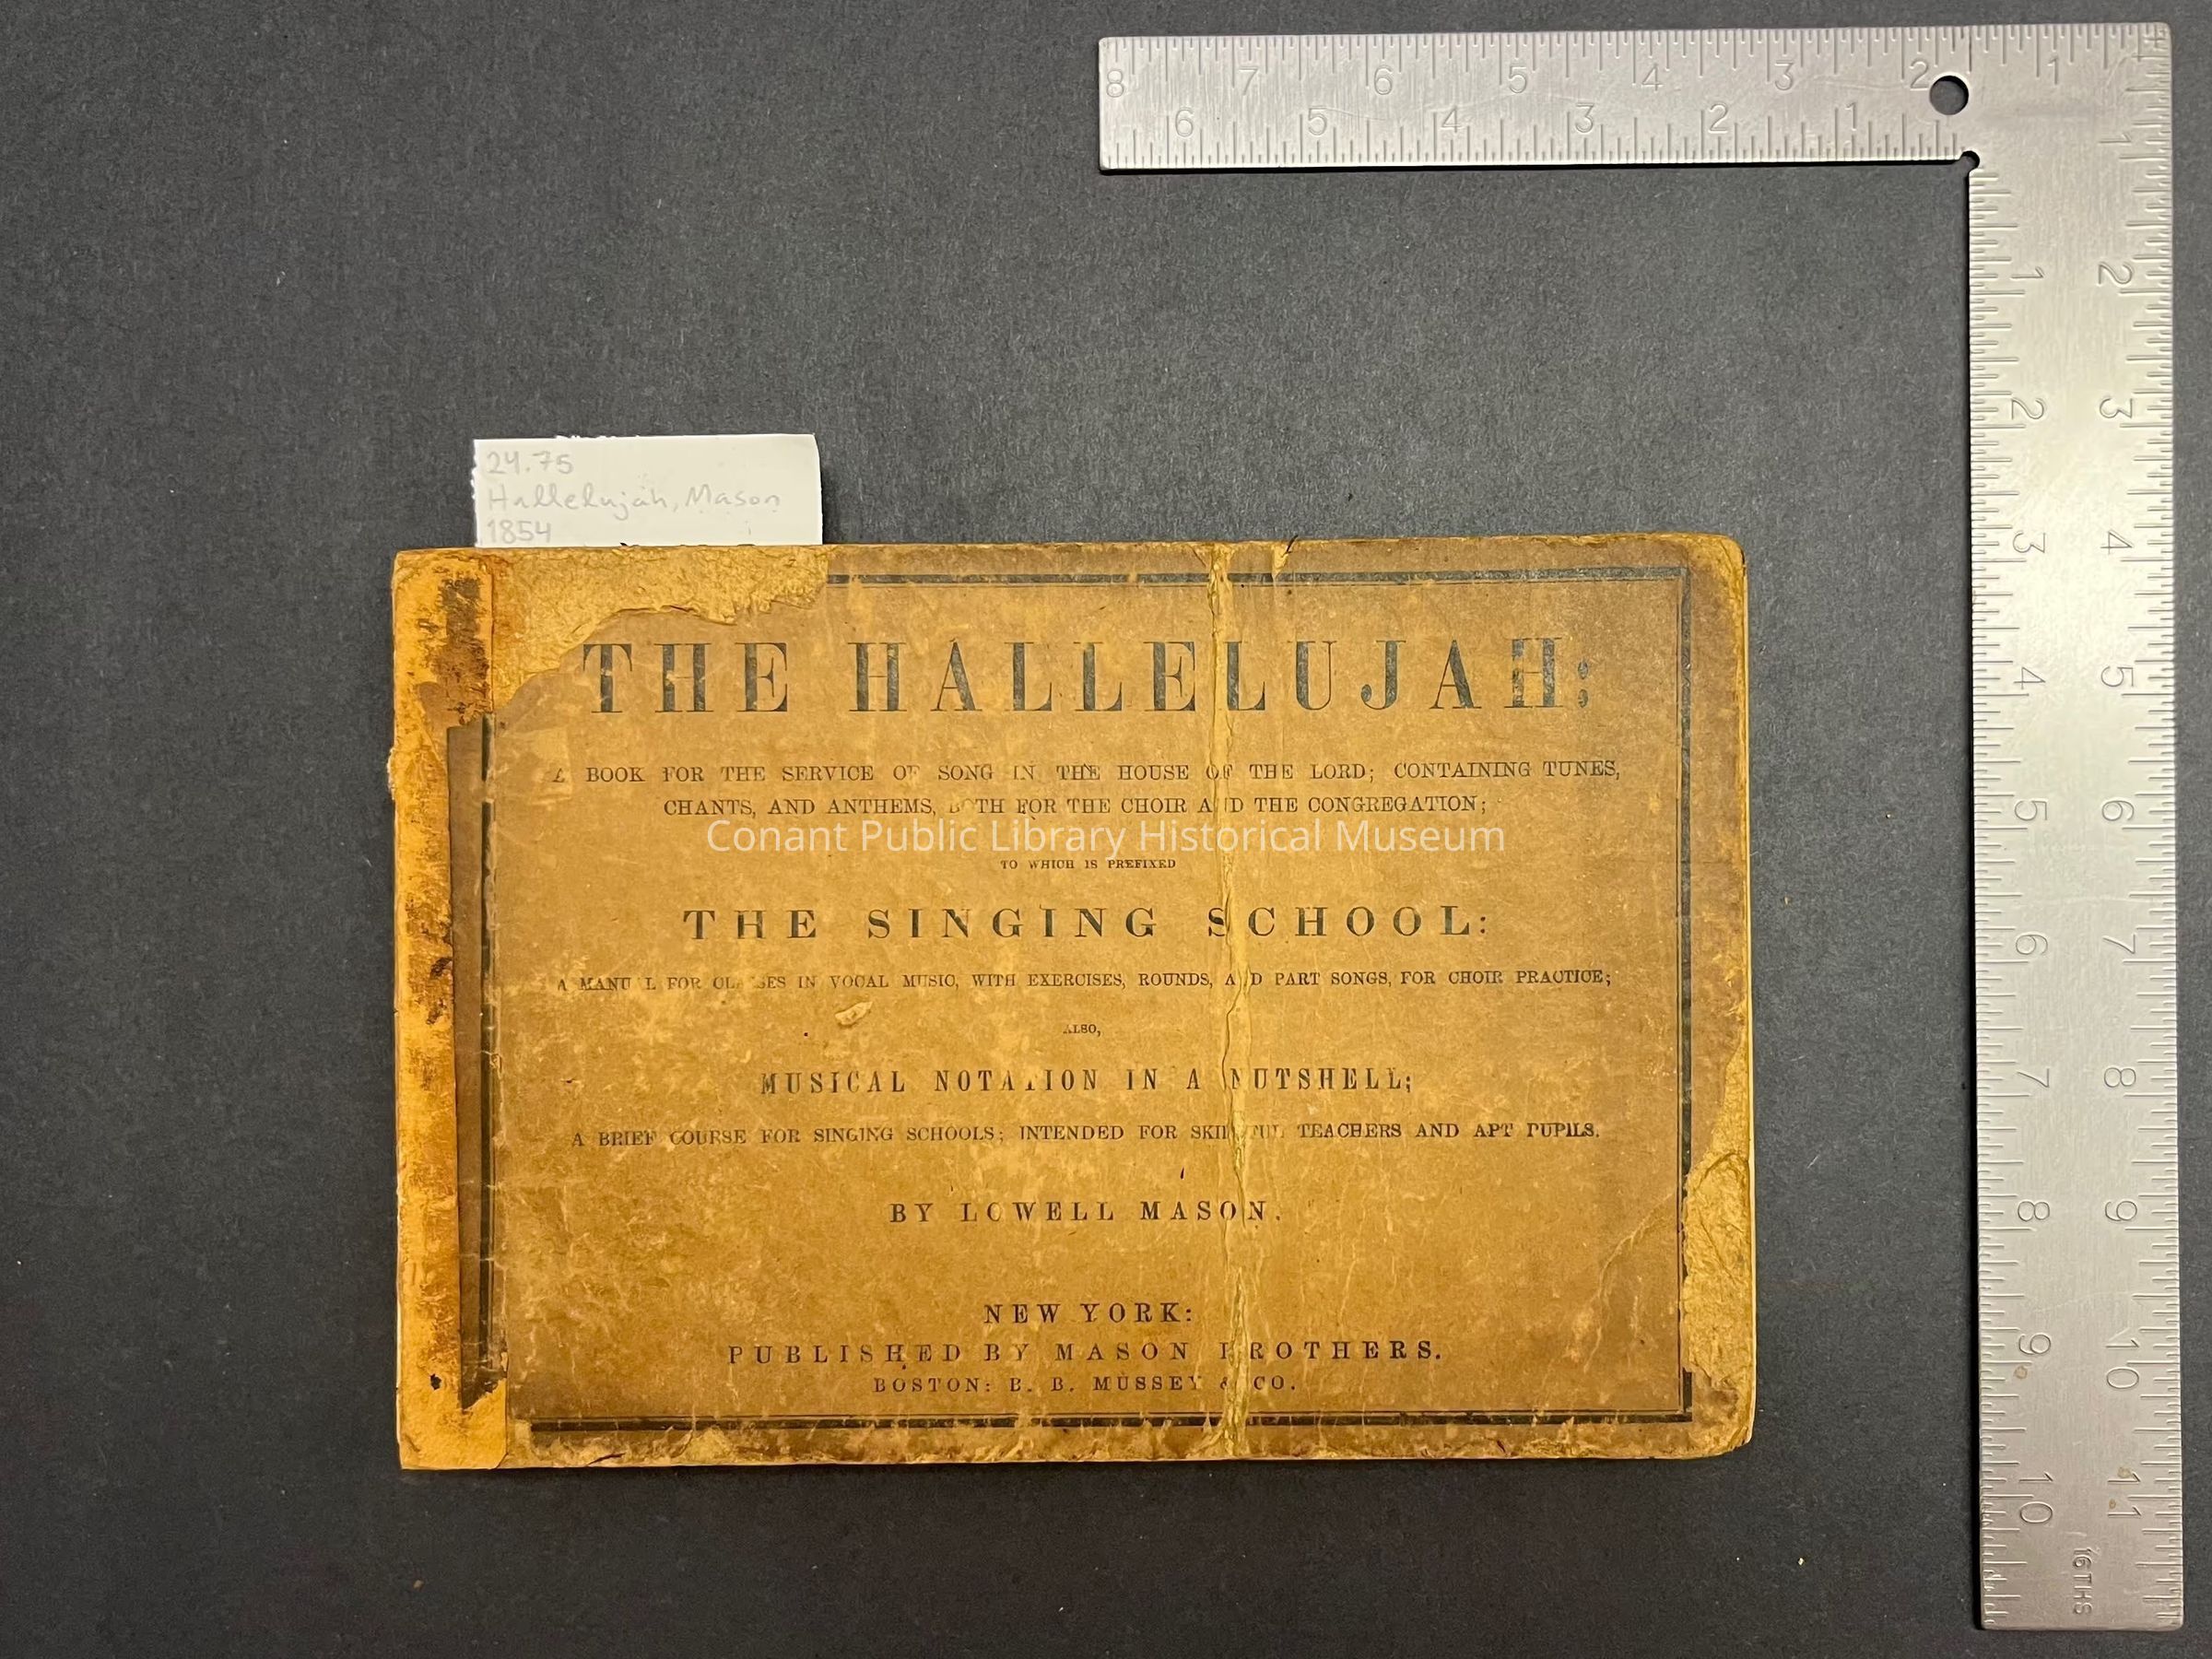 8 7 6 5 4 3 2 1
6 5 4 3 2 1
1 2 3 4 5 6 7 8 9 10 11
1 2 3 4 5 6 7 8 9 10
16THS
24.75
Hallelujah, Mason
1854
THE HALLELUJAH:
A BOOK FOR THE SERVICE OF SONG IN THE HOUSE OF THE LORD; CONTAINING TUNES,
CHANTS, AND ANTHEMS, BOTH FOR THE CHOIR AND THE CONGREGATION;
Conant Public Library Historical Museum
TO WHICH IS PREFIXED
THE SINGING SCHOOL:
A MANUAL FOR CLASSES IN VOCAL MUSIC, WITH EXERCISES, ROUNDS, AND PART SONGS, FOR CHOIR PRACTICE;
ALSO,
MUSICAL NOTATION IN A NUTSHELL;
A BRIEF COURSE FOR SINGING SCHOOLS; INTENDED FOR SKILLFUL TEACHERS AND APT PUPILS.
BY LOWELL MASON.
NEW YORK:
PUBLISHED BY MASON BROTHERS.
BOSTON: B. B. MUSSEY & CO.